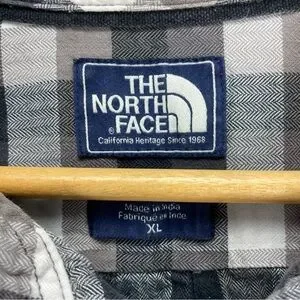 THE
NORTH
FACE
®
California Heritage Since 1968
Made in India
Fabriqué en Inde
XL